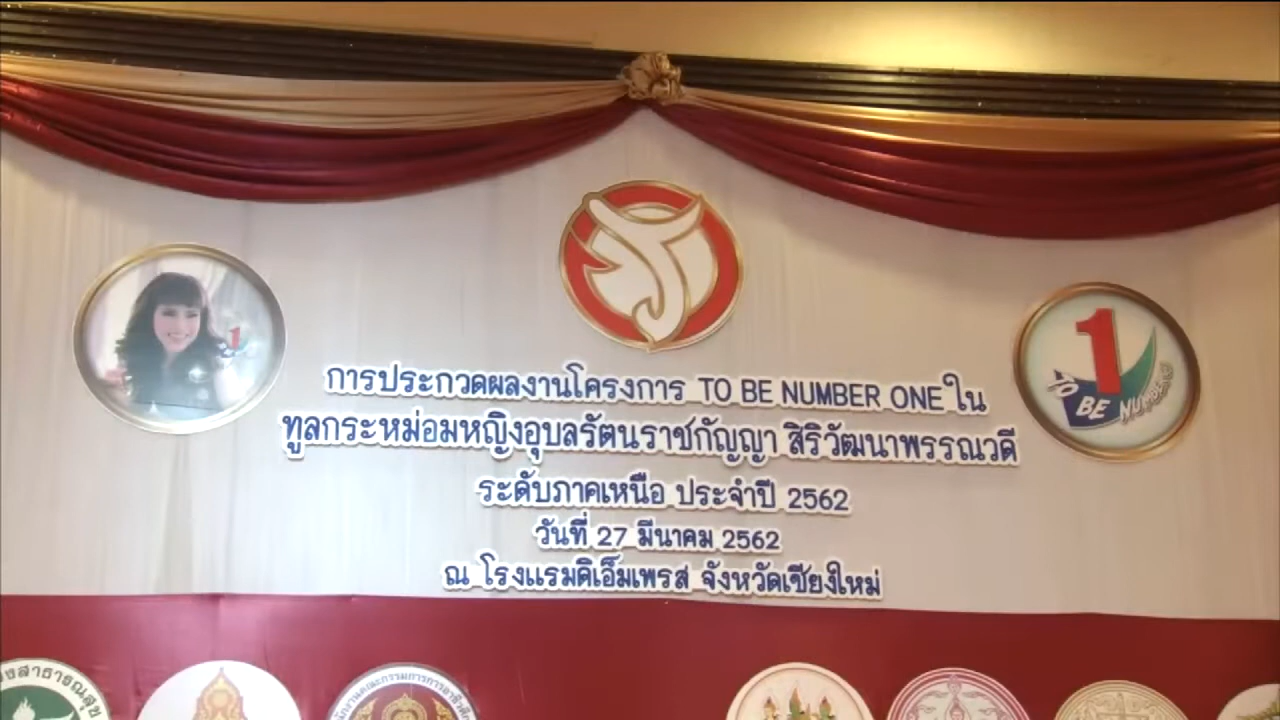 การประกวดผลงานโครงการ TO BE NUMBER ONE ใน
ทูลกระหม่อมหญิงอุบลรัตนราชกัญญา สิริวัฒนาพรรณวดี
ระดับภาคเหนือ ประจำปี 2562
วันที่ 27 มีนาคม 2562
ณ โรงแรมดิเอ็มเพรส จังหวัดเชียงใหม่
1
TO BE NUMBER
1